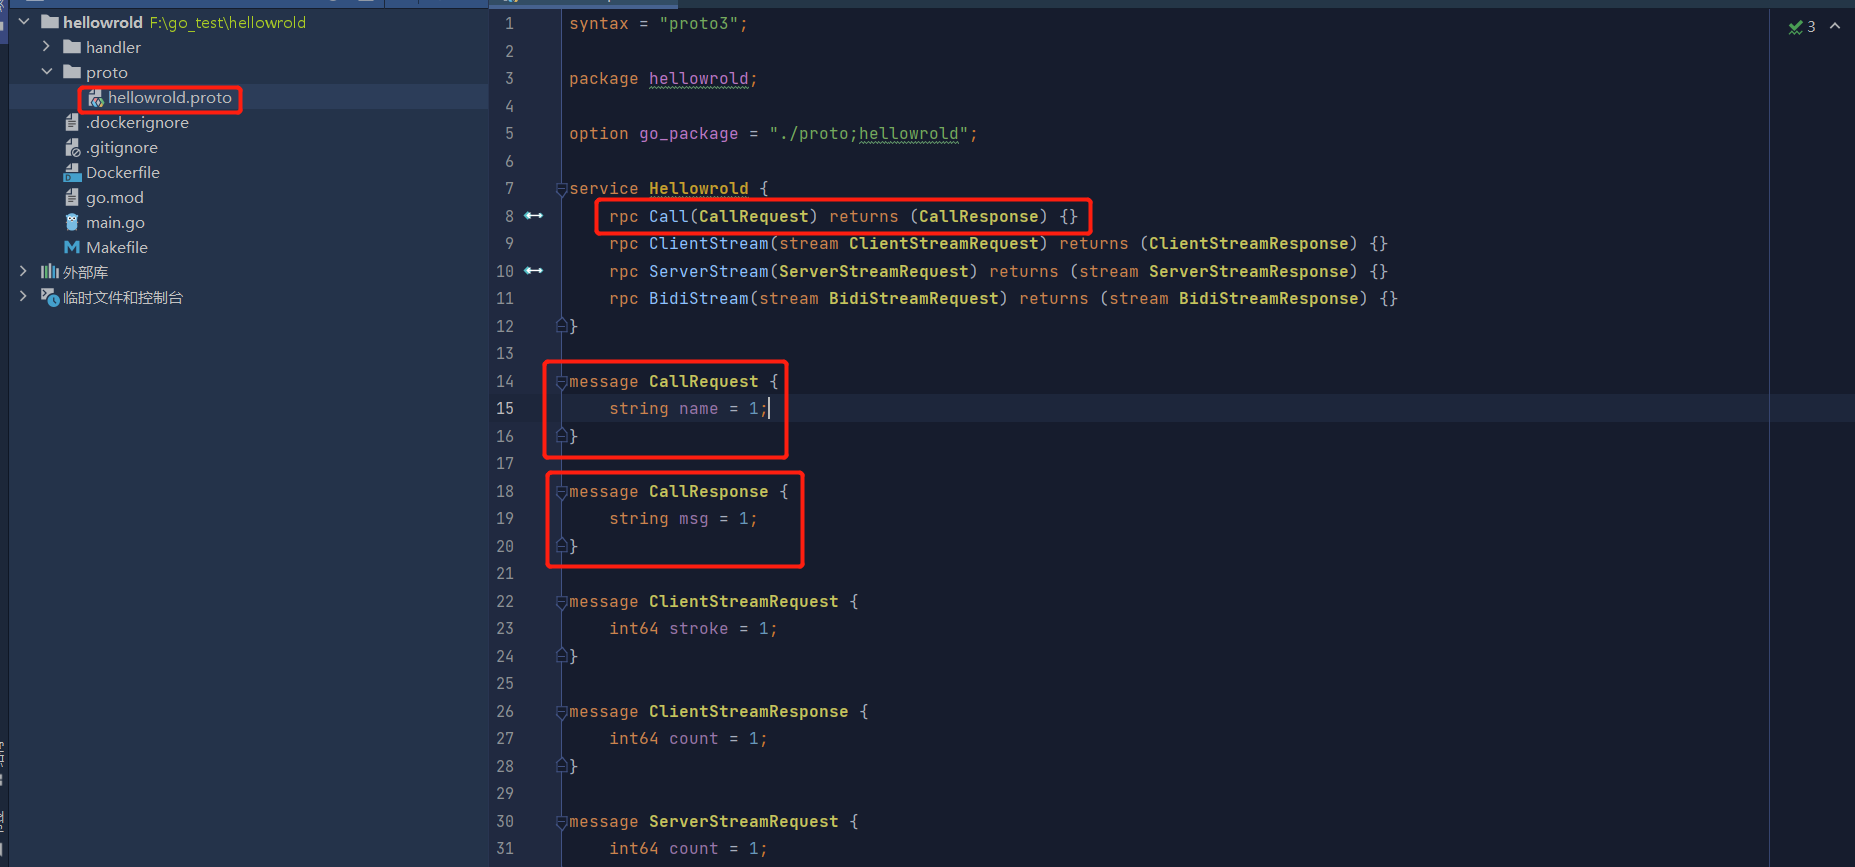 hellowrold F:\go_test\hellowrold
handler
proto
hellowrold.proto
.dockerignore
.gitignore
Dockerfile
go.mod
main.go
Makefile
外部库
临时文件和控制台
1 syntax = "proto3";
2
3 package hellowrold;
4
5 option go_package = "./proto;hellowrold";
6
7 service Hellowrold {
8 rpc Call(CallRequest) returns (CallResponse) {}
9 rpc ClientStream(stream ClientStreamRequest) returns (ClientStreamResponse) {}
10 rpc ServerStream(ServerStreamRequest) returns (stream ServerStreamResponse) {}
11 rpc BidiStream(stream BidiStreamRequest) returns (stream BidiStreamResponse) {}
12 }
13
14 message CallRequest {
15 string name = 1;
16 }
17
18 message CallResponse {
19 string msg = 1;
20 }
21
22 message ClientStreamRequest {
23 int64 stroke = 1;
24 }
25
26 message ClientStreamResponse {
27 int64 count = 1;
28 }
29
30 message ServerStreamRequest {
31 int64 count = 1;
3